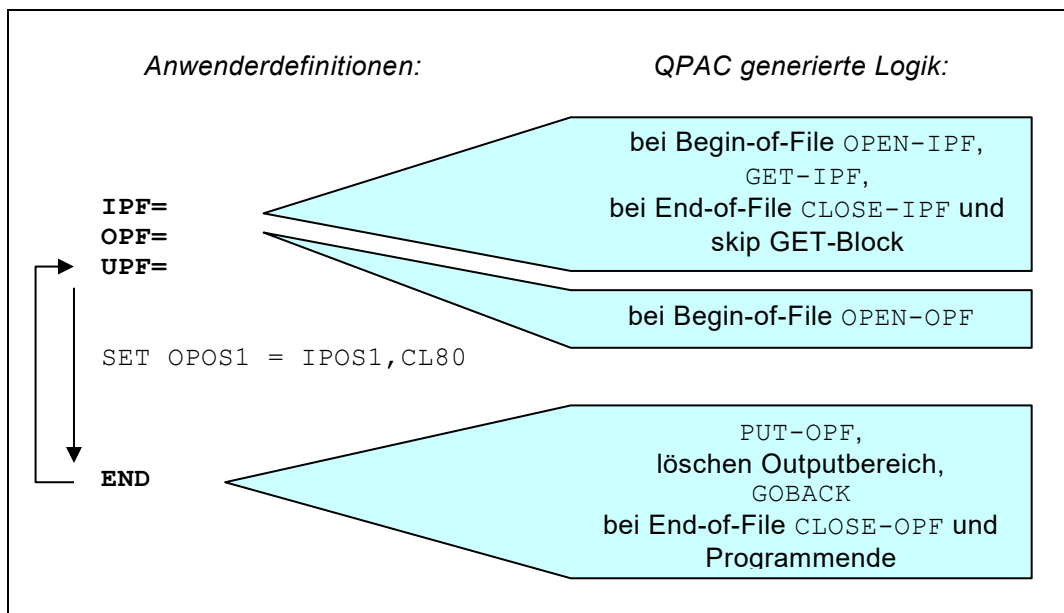 Anwenderdefinitionen:
QPAC generierte Logik:
bei Begin-of-File OPEN-IPF,
GET-IPF,
bei End-of-File CLOSE-IPF und
skip GET-Block
IPF=
OPF=
UPF=
bei Begin-of-File OPEN-OPF
SET OPOS1 = IPOS1,CL80
PUT-OPF,
löschen Outputbereich,
GOBACK
bei End-of-File CLOSE-OPF und
Programmende
END